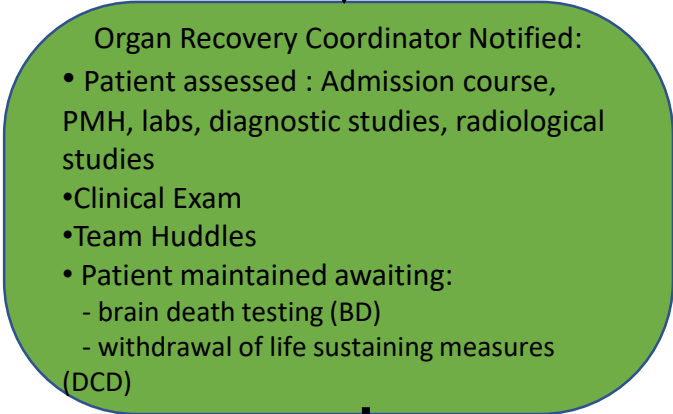 Organ Recovery Coordinator Notified:
• Patient assessed : Admission course,
PMH, labs, diagnostic studies, radiological
studies
•Clinical Exam
•Team Huddles
• Patient maintained awaiting:
- brain death testing (BD)
- withdrawal of life sustaining measures
(DCD)